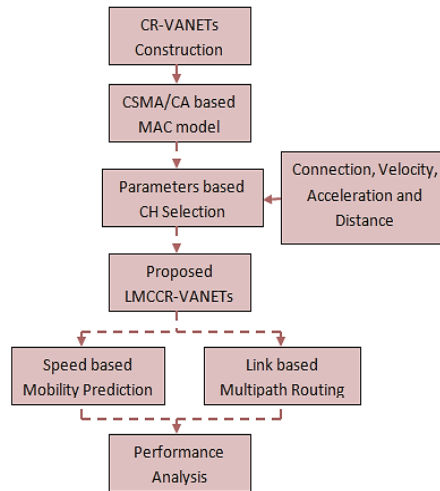 CR-VANETs
Construction
CSMA/CA based
MAC model
Parameters based
CH Selection
Connection, Velocity,
Acceleration and
Distance
Proposed
LMCCR-VANETs
Speed based
Mobility Prediction
Link based
Multipath Routing
Performance
Analysis